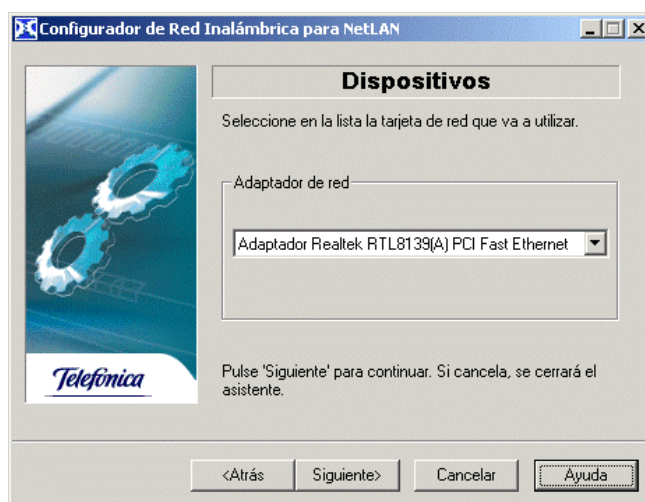 Configurador de Red Inalámbrica para NetLAN
Dispositivos
Seleccione en la lista la tarjeta de red que va a utilizar.
Adaptador de red
Adaptador Realtek RTL8139(A) PCI Fast Ethernet
Telefónica
Pulse 'Siguiente' para continuar. Si cancela, se cerrará el
asistente.
<Atrás
Siguiente>
Cancelar
Ayuda